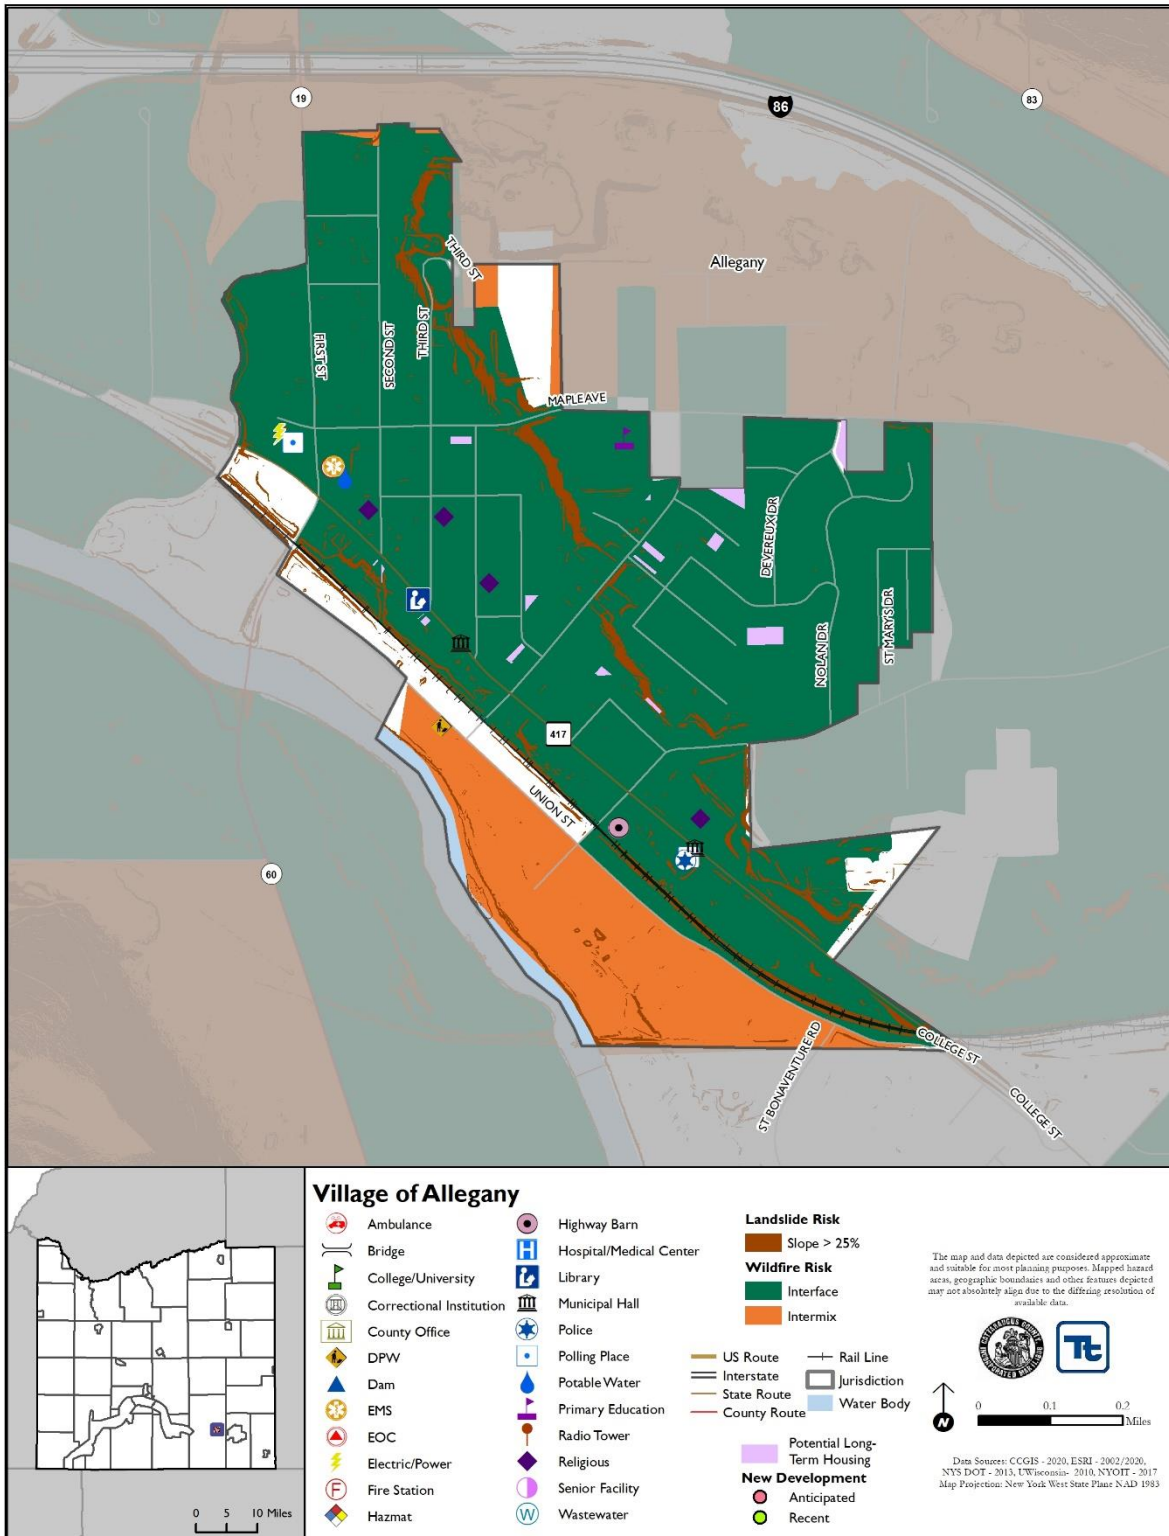 19
86
83
Allegany
THIRD ST
FIRST ST
SECOND ST
THIRD ST
MAPLE AVE
DEVEREUX DR
NOLAN DR
ST MARY'S DR
417
UNION ST
60
ST BONAVENTURE RD
COLLEGE ST
COLLEGE ST
0 5 10 Miles
Village of Allegany
Ambulance
Bridge
College/University
Correctional Institution
County Office
DPW
Dam
EMS
EOC
Electric/Power
Fire Station
Hazmat
Highway Barn
Hospital/Medical Center
Library
Municipal Hall
Police
Polling Place
Potable Water
Primary Education
Radio Tower
Religious
Senior Facility
Wastewater
F
H
W
Landslide Risk
Slope > 25%
Wildfire Risk
Interface
Intermix
US Route
Interstate
State Route
County Route
Rail Line
Jurisdiction
Water Body
Potential Long-
Term Housing
New Development
Anticipated
Recent
The map and data depicted are considered approximate
and suitable for most planning purposes. Mapped hazard
areas, geographic boundaries and other features depicted
may not absolutely align due to the differing resolution of
available data.
Tt
N
0 0.1 0.2
Miles
Data Sources: CCGIS - 2020, ESRI - 2002/2020,
NYS DOT - 2013, UWisconsin- 2010, NYOIT - 2017
Map Projection: New York West State Plane NAD 1983